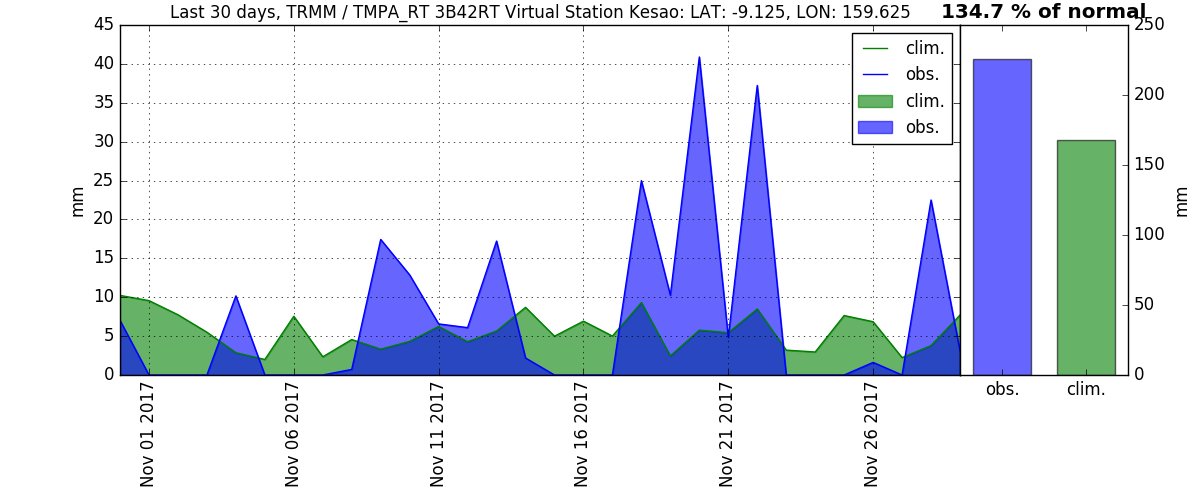 Last 30 days, TRMM / TMPA_RT 3B42RT Virtual Station Kesao: LAT: -9.125, LON: 159.625
134.7 % of normal
45
40
35
30
25
20
15
10
5
0
mm
clim.
obs.
clim.
obs.
Nov 01 2017
Nov 06 2017
Nov 11 2017
Nov 16 2017
Nov 21 2017
Nov 26 2017
250
200
150
100
50
0
mm
obs.
clim.